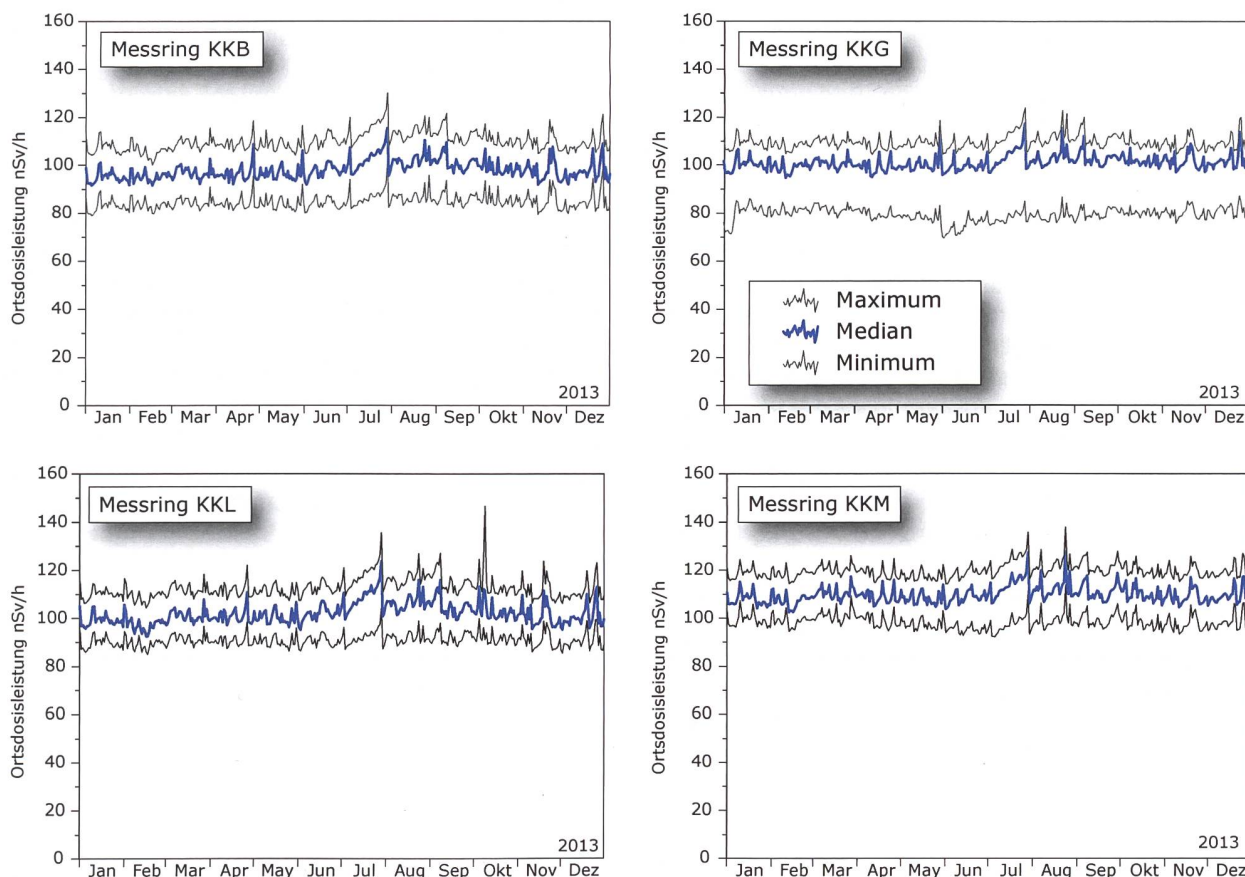 Messring KKB
Ortsdosisleistung nSv/h
160
140
120
100
80
60
40
20
0
2013
Jan Feb Mar Apr May Jun Jul Aug Sep Okt Nov Dez
Messring KKG
Ortsdosisleistung nSv/h
160
140
120
100
80
60
40
20
0
Maximum
Median
Minimum
2013
Jan Feb Mar Apr May Jun Jul Aug Sep Okt Nov Dez
Messring KKL
Ortsdosisleistung nSv/h
160
140
120
100
80
60
40
20
0
2013
Jan Feb Mar Apr May Jun Jul Aug Sep Okt Nov Dez
Messring KKM
Ortsdosisleistung nSv/h
160
140
120
100
80
60
40
20
0
2013
Jan Feb Mar Apr May Jun Jul Aug Sep Okt Nov Dez